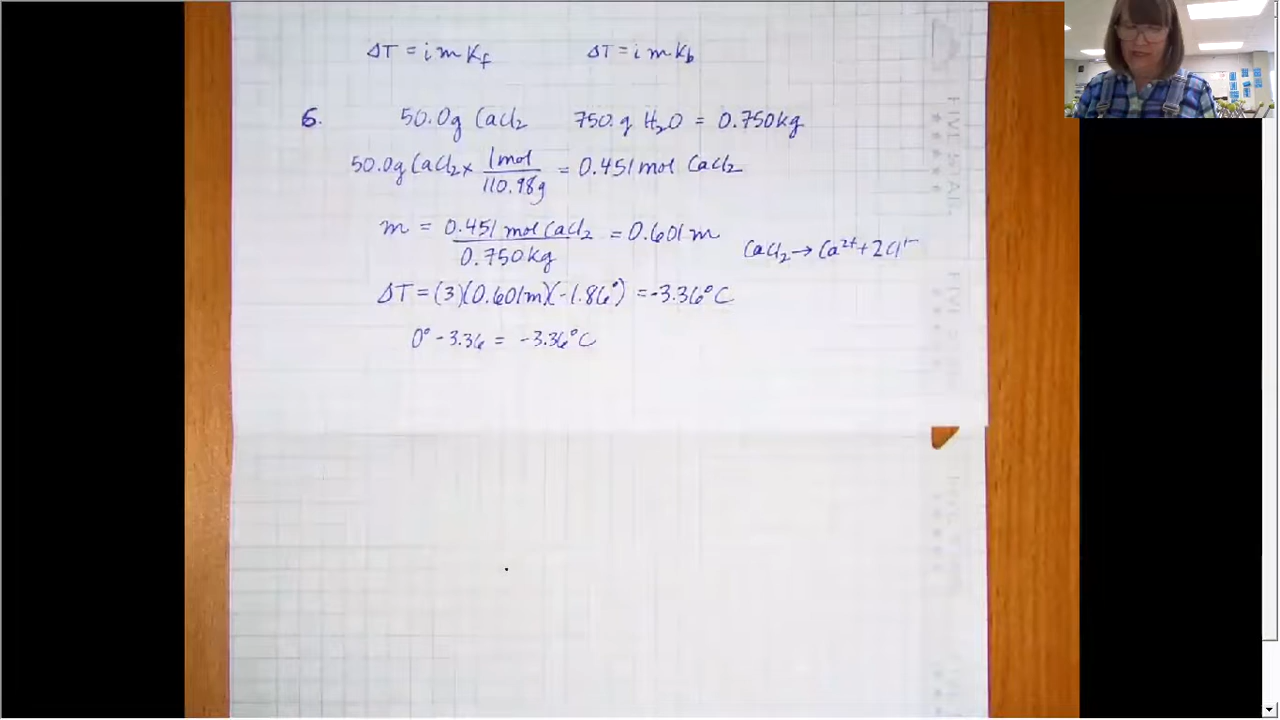 ΔT = i m Kf    ΔT = i m Kb
6.    50.0g CaCl₂    750.g H₂O = 0.750kg
50.0g CaCl₂ × 1mol / 110.98g = 0.451 mol CaCl₂
m = 0.451 mol CaCl₂ / 0.750kg = 0.601 m
CaCl₂ → Ca²⁺ + 2Cl¹⁻
ΔT = (3)(0.601m)(-1.86°) = -3.36°C
0° - 3.36 = -3.36°C
FIVE STAR